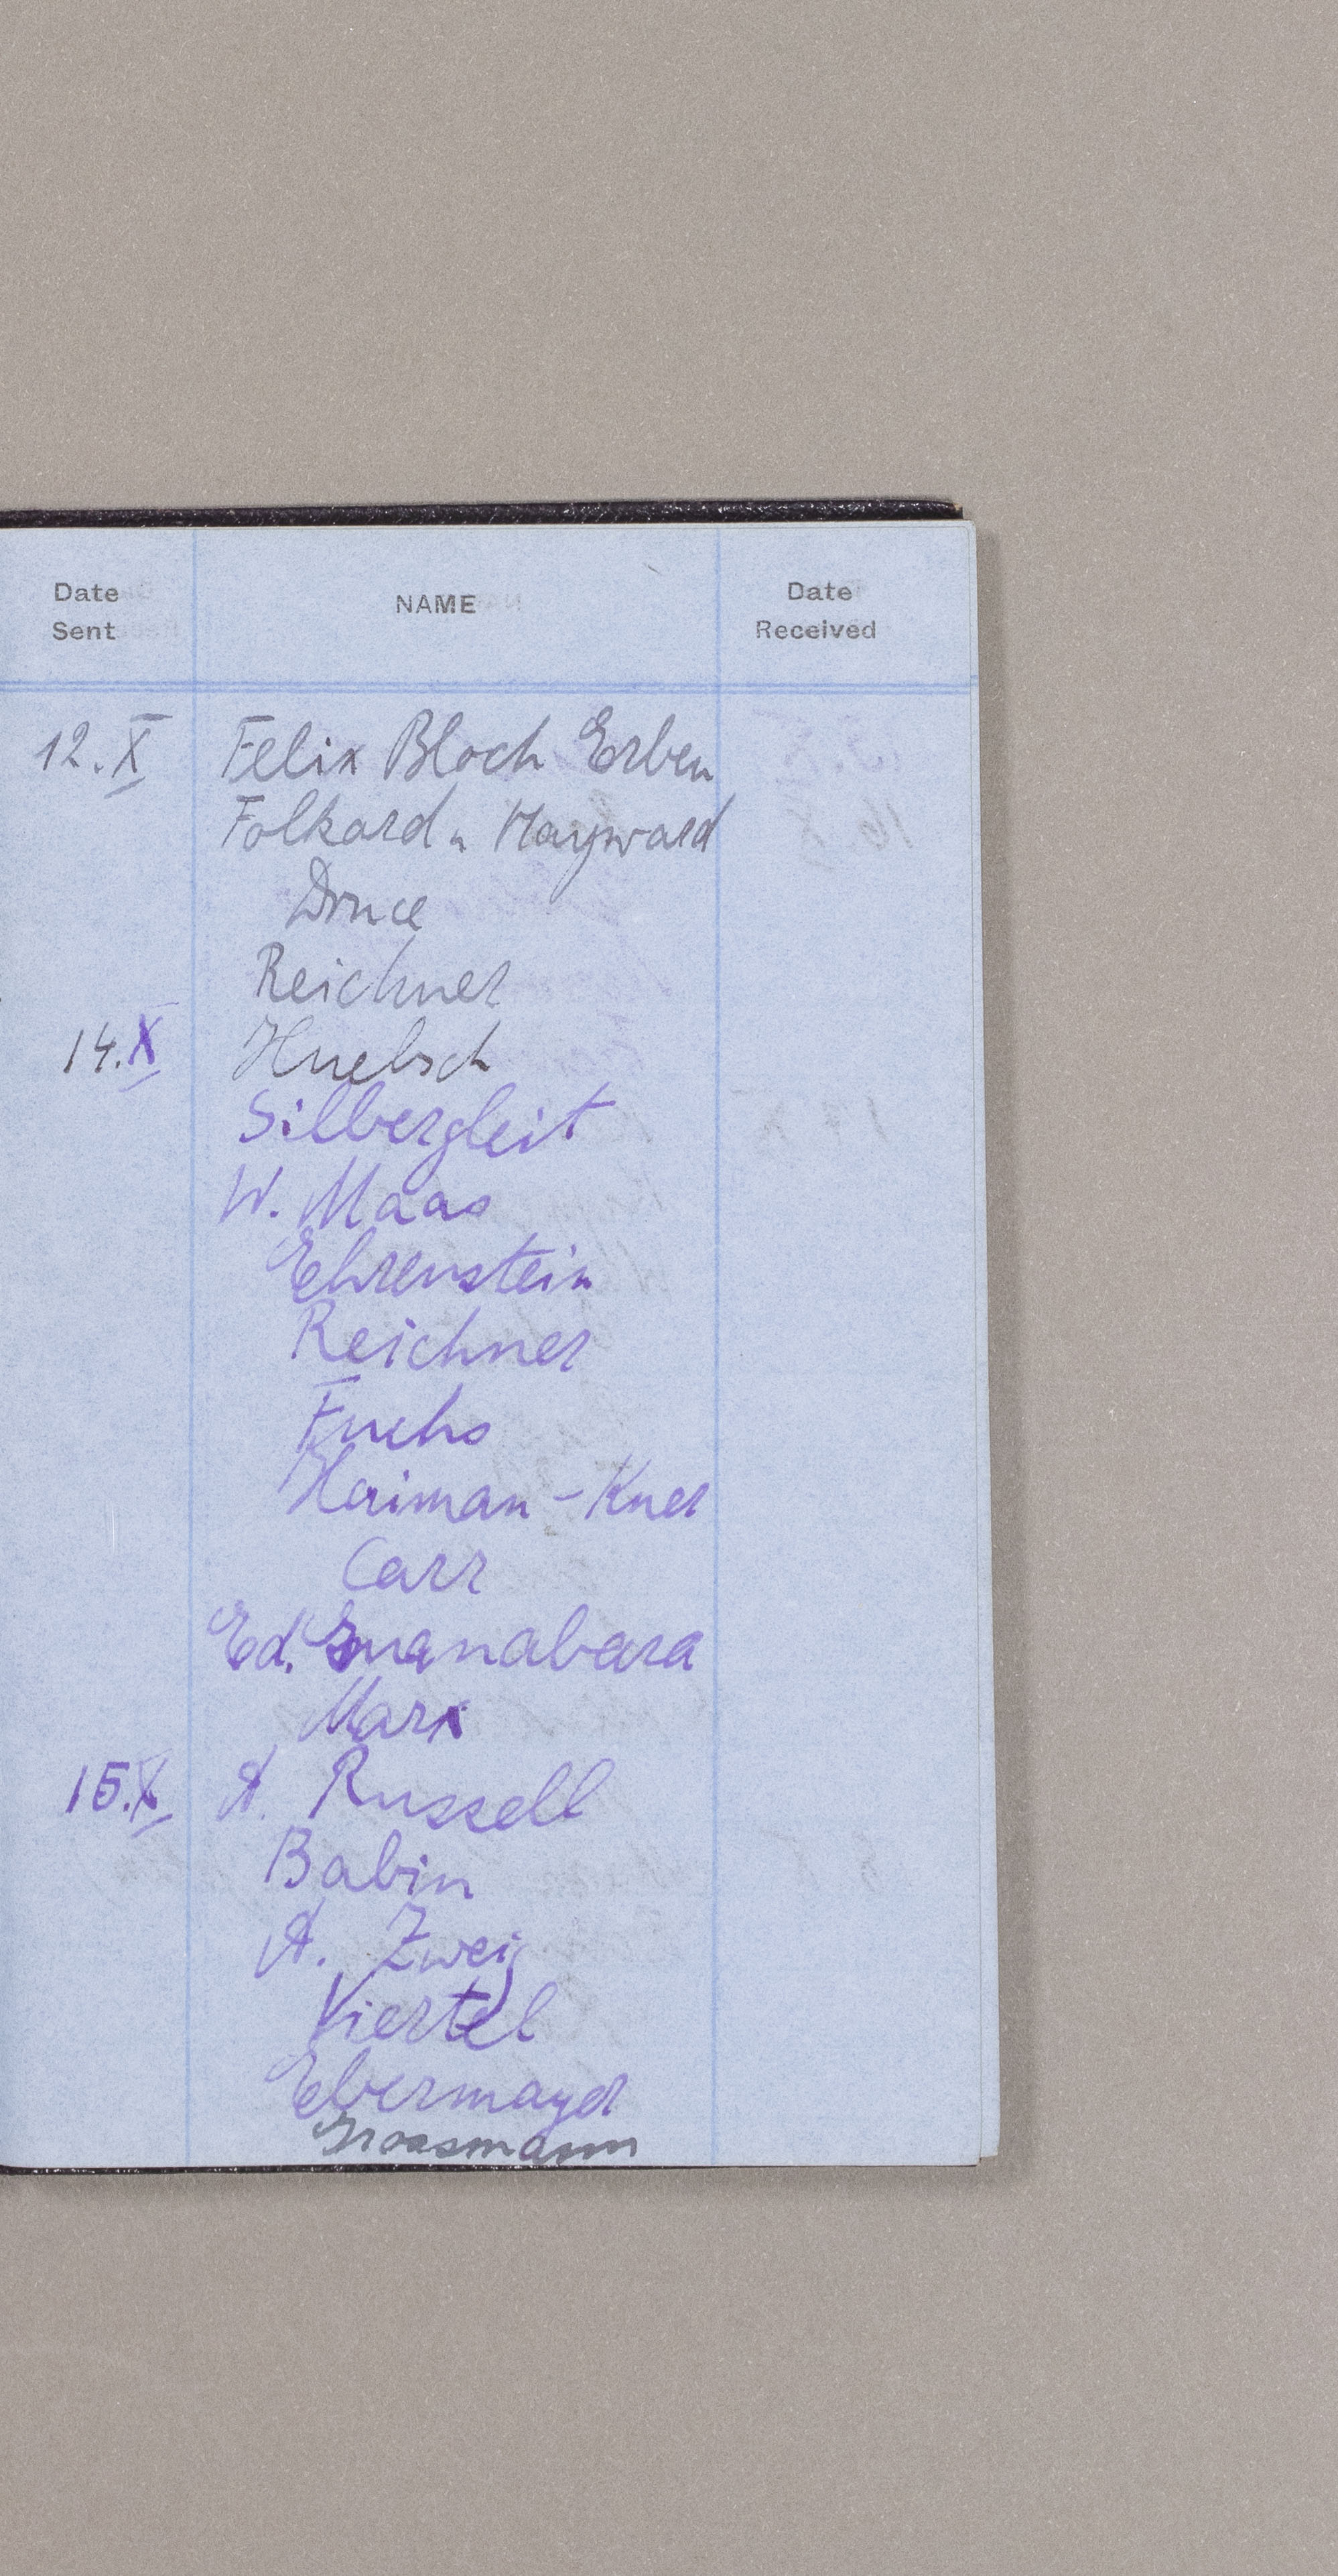 Date Sent NAME Date Received
12.X Felix Bloch Erben
Folkard u Hayward
Druce
Reichner
14.X Huebsch
Silbergleit
W. Maas
Ehrenstein
Reichner
Fuchs
Haiman-Kner
Carr
Ed. Guanabara
Marx
15.X A. Russell
Babin
A. Zweig
Viertel
Ebermayer
Grossmann